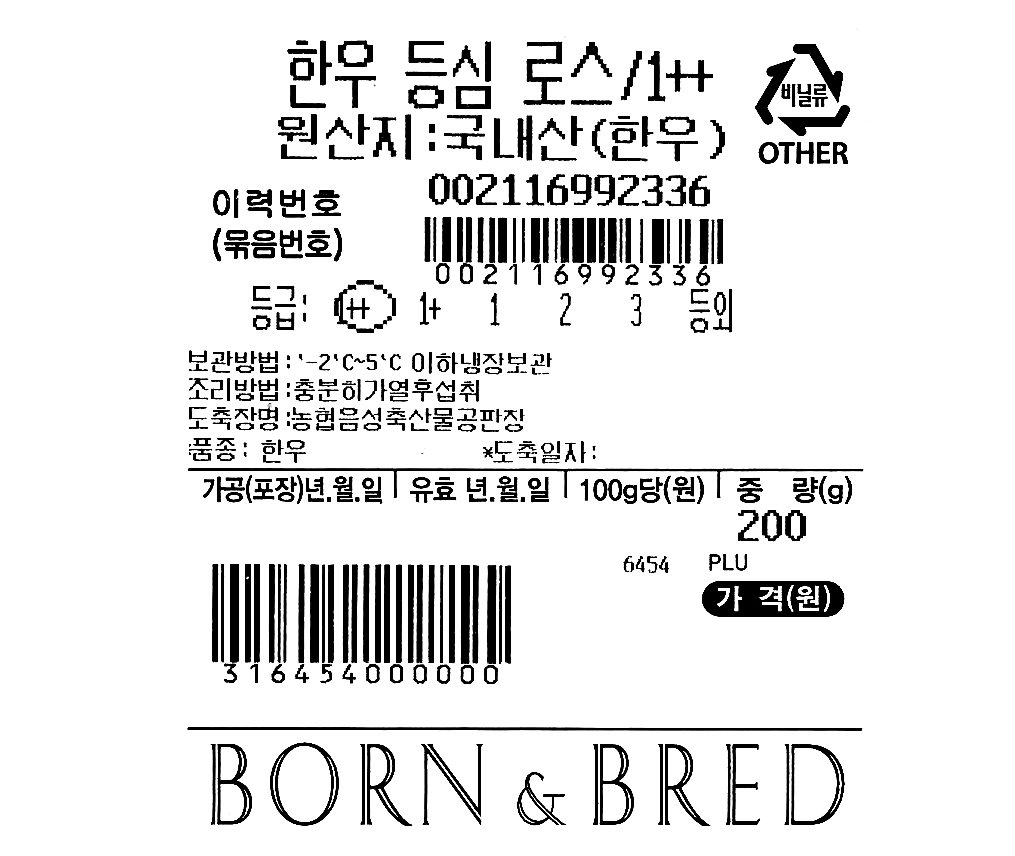 한우 등심 로스/1++
원산지:국내산(한우)
비닐류
OTHER
이력번호
(묶음번호)
002116992336
002116992336
등급: 1++ 1+ 1 2 3 등외
보관방법:'-2'C~5'C 이하냉장보관
조리방법:충분히가열후섭취
도축장명:농협음성축산물공판장
품종: 한우 *도축일자:
가공(포장)년.월.일 유효 년.월.일 100g당(원) 중 량(g)
200
6454 PLU
가 격(원)
316454000000
BORN & BRED